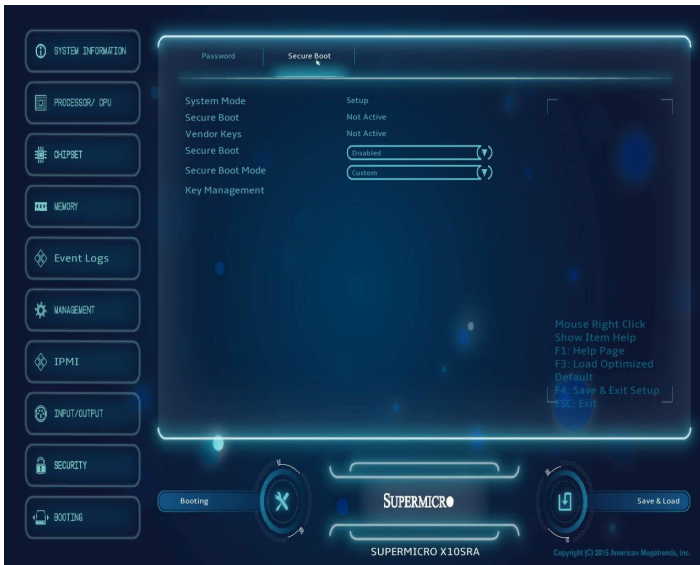 SYSTEM INFORMATION
PROCESSOR/ CPU
CHIPSET
MEMORY
Event Logs
MANAGEMENT
IPMI
INPUT/OUTPUT
SECURITY
BOOTING
Password
Secure Boot
System Mode Setup
Secure Boot Not Active
Vendor Keys Not Active
Secure Boot Disabled
Secure Boot Mode Custom
Key Management
Mouse Right Click
Show Item Help
F1: Help Page
F3: Load Optimized
Default
F4: Save & Exit Setup
ESC: Exit
Booting
SUPERMICRO
Save & Load
SUPERMICRO X10SRA
Copyright (C) 2015 American Megatrends, Inc.